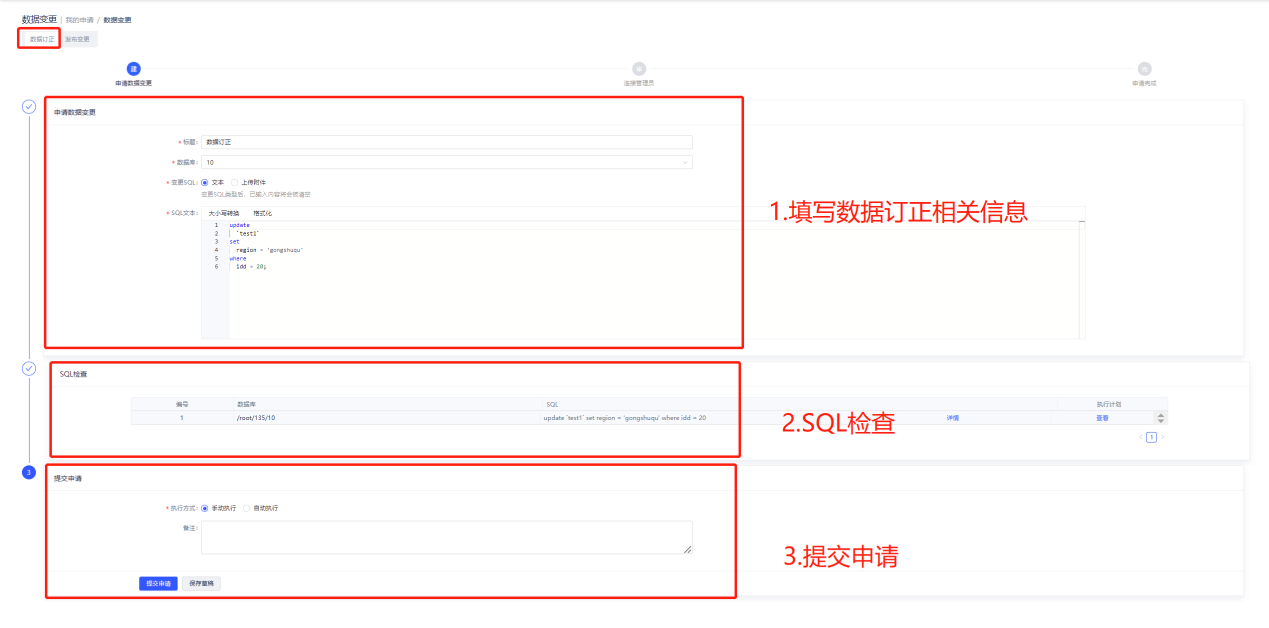 数据变更 | 我的申请 / 数据变更
数据订正 发布变更
建
申请数据变更 连接管理员 申请完成
申请数据变更
* 标题: 数据订正
* 数据库: 10
* 变更SQL: 文本 上传附件
变更SQL类型后，已输入内容将会被清空
* SQL文本: 大小写转换 格式化
1 update
2 `test1`
3 set
4 region = 'gongshuqu'
5 where
6 idd = 20;
1.填写数据订正相关信息
SQL检查
编号 数据库 SQL 执行计划
1 /root/135/10 update `test1` set region = 'gongshuqu' where idd = 20 详情 查看
1
2.SQL检查
3
提交申请
* 执行方式: 手动执行 自动执行
备注:
3.提交申请
提交申请 保存草稿